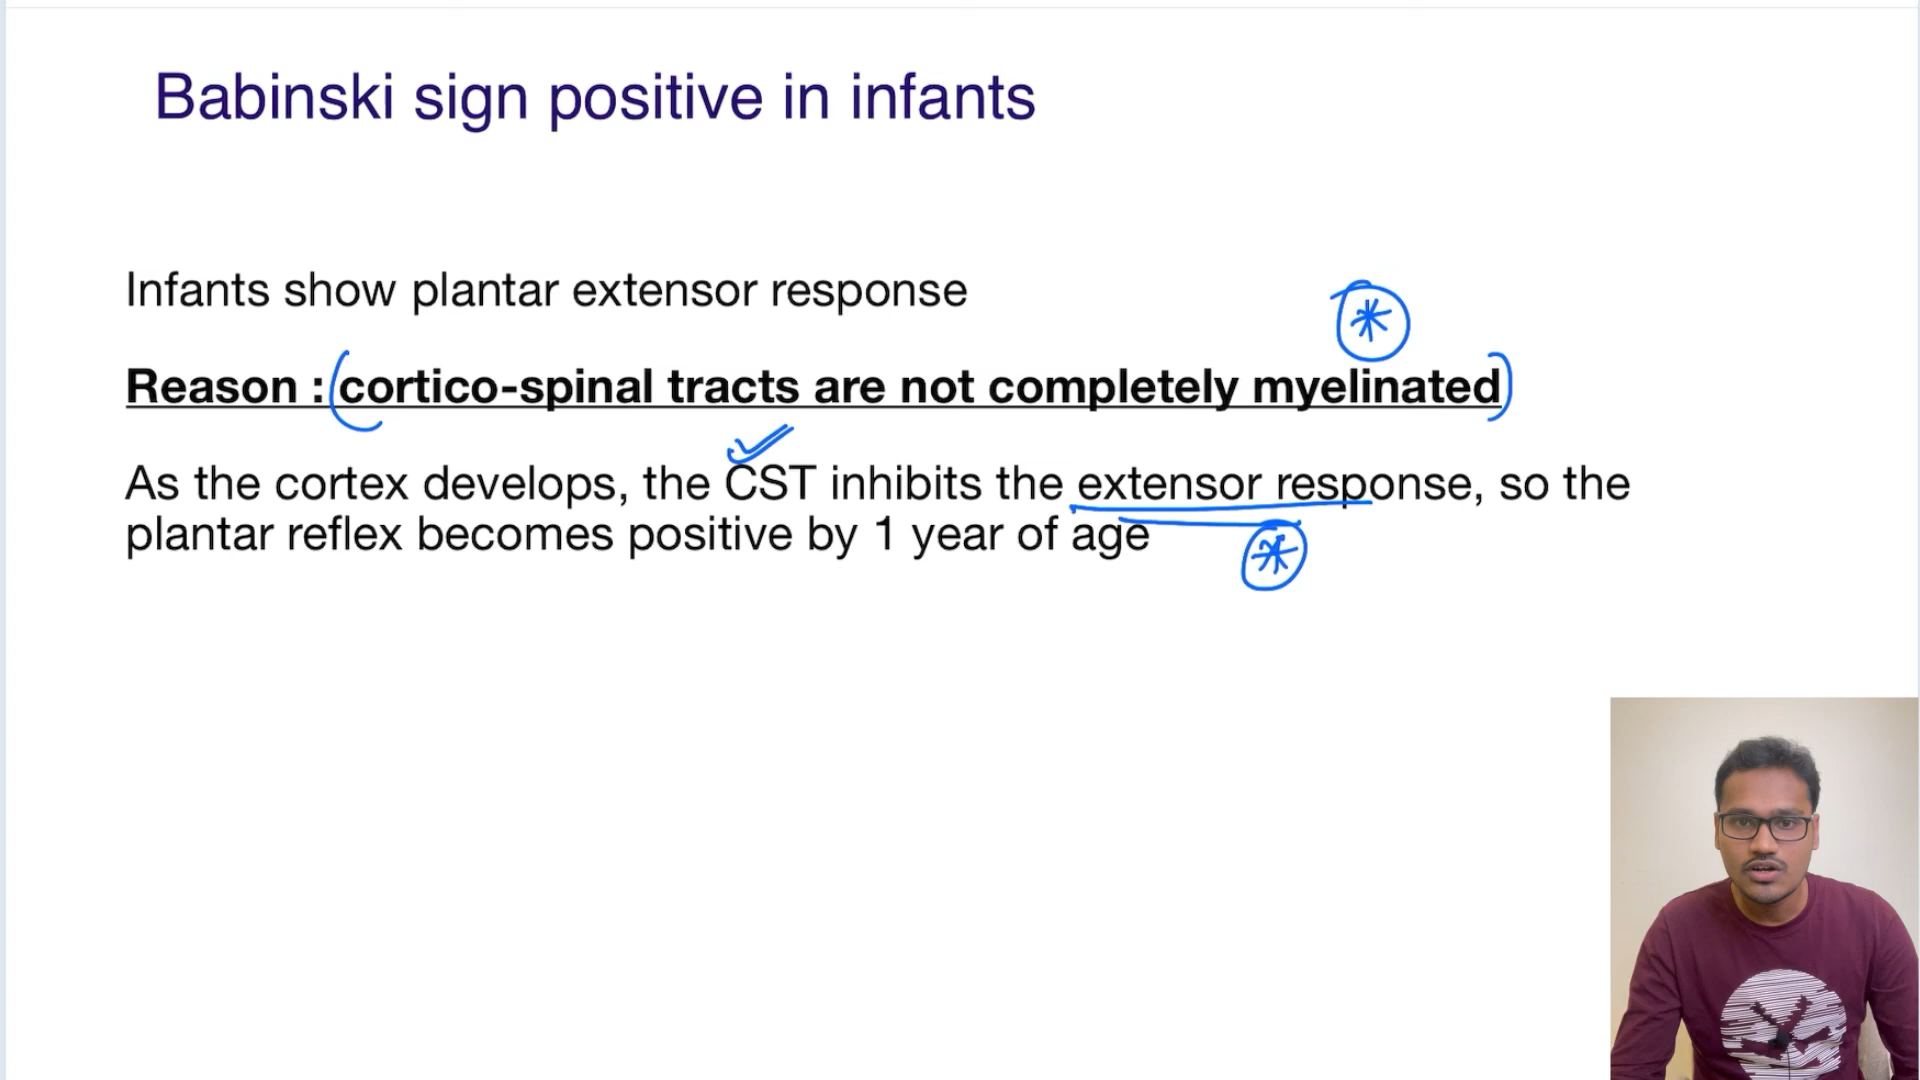 Babinski sign positive in infants
Infants show plantar extensor response
Reason : (cortico-spinal tracts are not completely myelinated)
As the cortex develops, the CST inhibits the extensor response, so the
plantar reflex becomes positive by 1 year of age